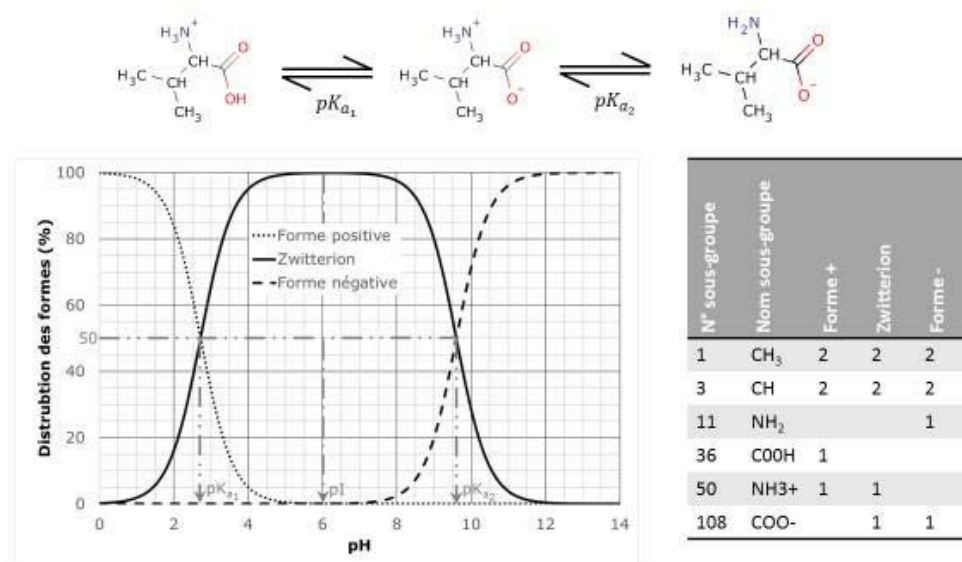 H₃N⁺ O H₃N⁺ O H₂N O
H₃C CH CH OH H₃C CH CH O⁻ H₃C CH CH O⁻
CH₃ CH₃ CH₃
pKₐ₁ pKₐ₂
Distrubtion des formes (%)
100
80
60
50
40
20
0
Forme positive
Zwitterion
Forme négative
pKₐ₁ pI pKₐ₂
0 2 4 6 8 10 12 14
pH
N° sous-groupe Nom sous-groupe Forme + Zwitterion Forme -
1 CH₃ 2 2 2
3 CH 2 2 2
11 NH₂ 1
36 C00H 1
50 NH3+ 1 1
108 COO- 1 1